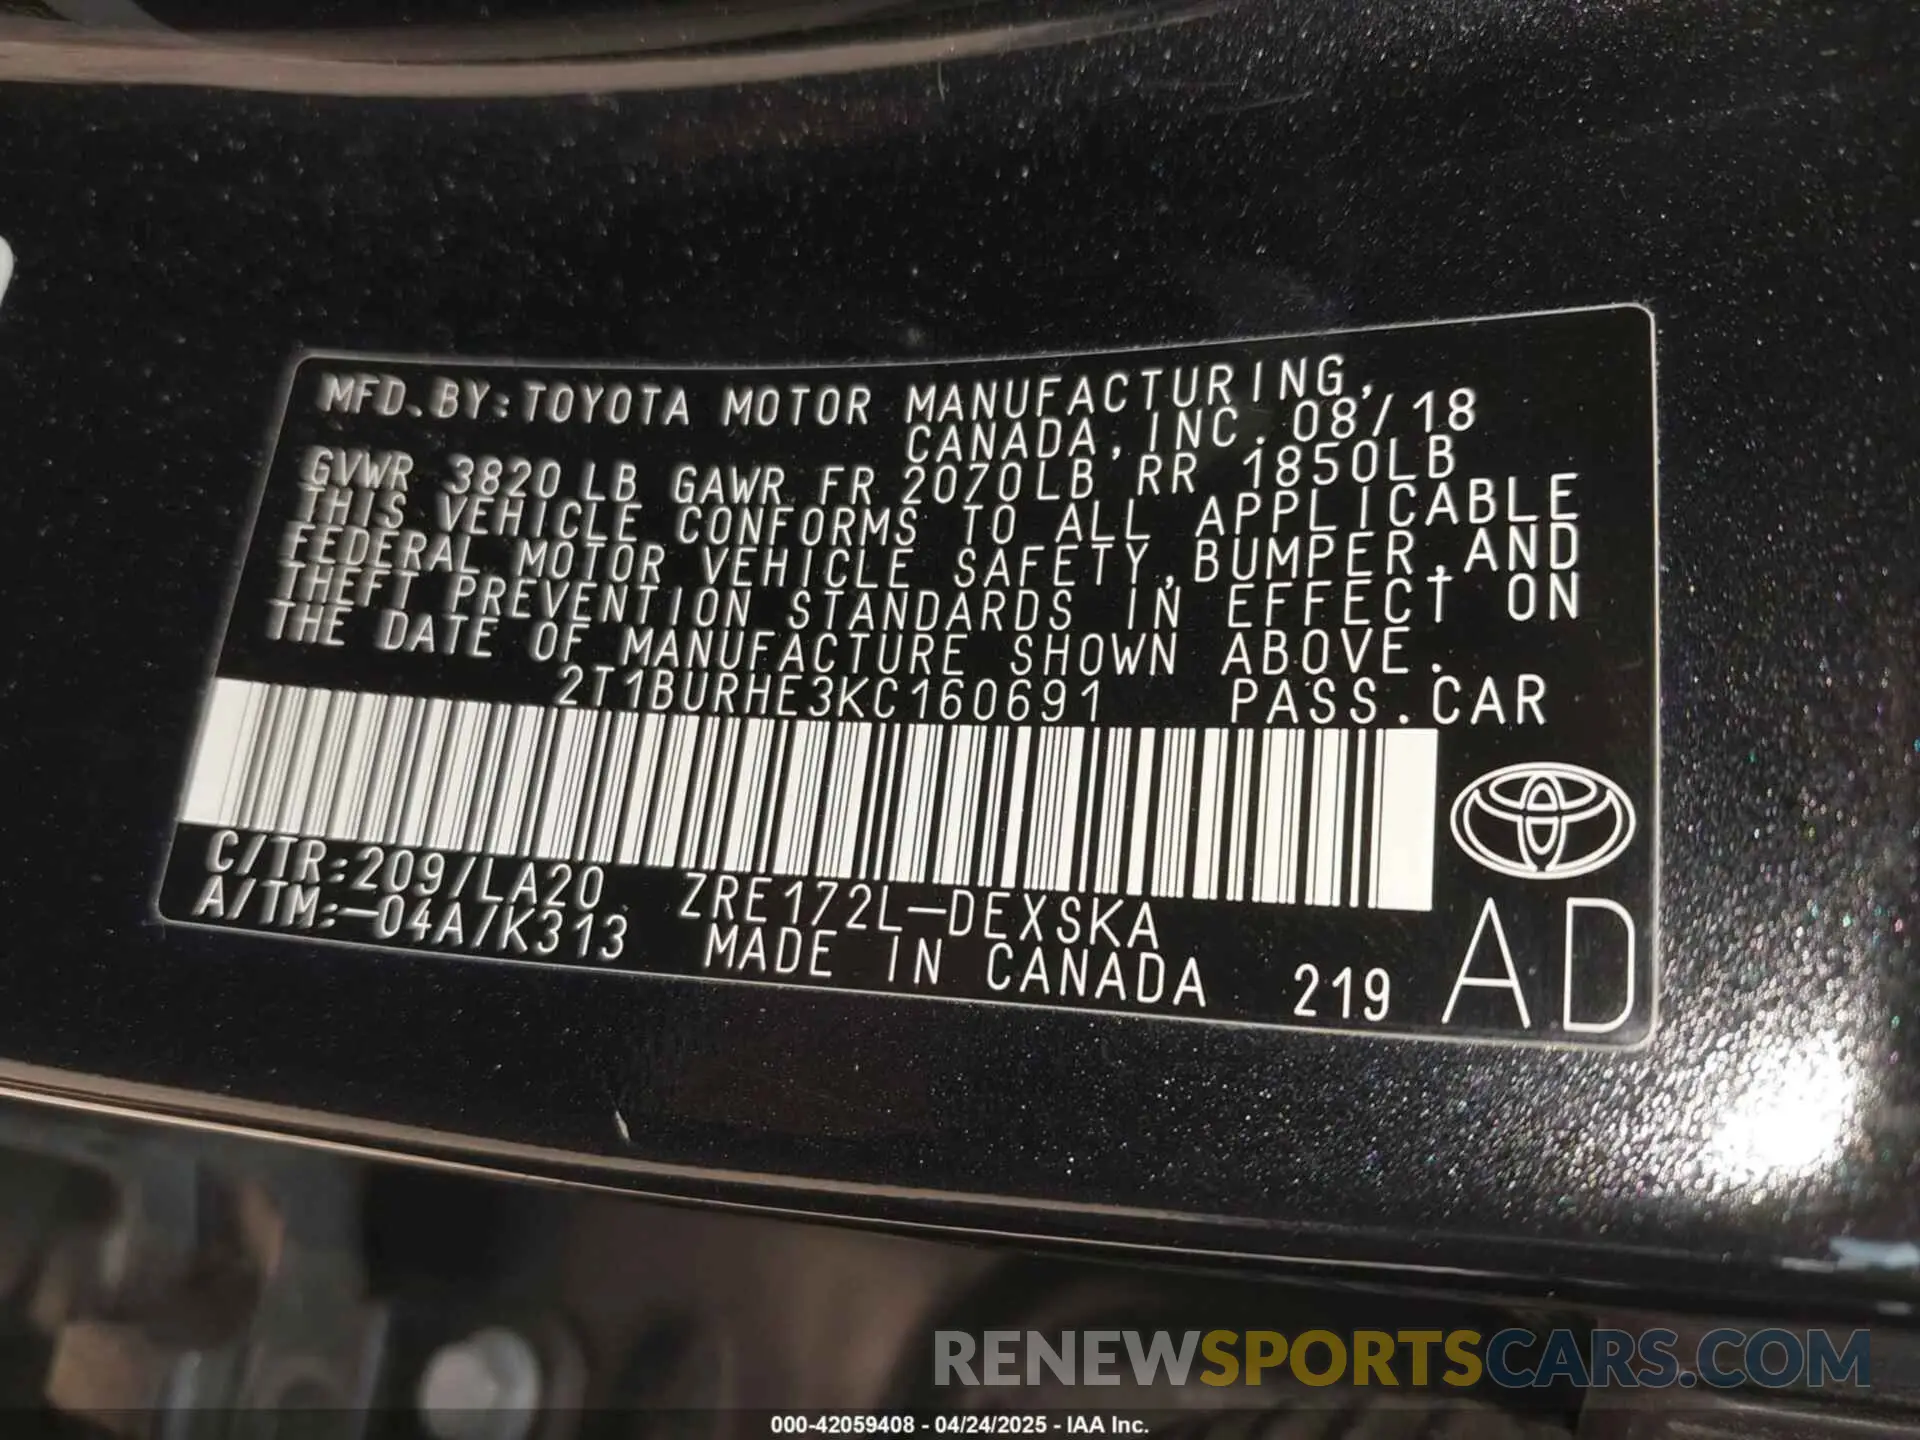 MFD. BY: TOYOTA MOTOR MANUFACTURING,
CANADA, INC. 08/18
GVWR 3820 LB GAWR FR 2070LB RR 1850LB
THIS VEHICLE CONFORMS TO ALL APPLICABLE
FEDERAL MOTOR VEHICLE SAFETY, BUMPER, AND
THEFT PREVENTION STANDARDS IN EFFECT ON
THE DATE OF MANUFACTURE SHOWN ABOVE.
2T1BURHE3KC160691 PASS. CAR
C/TR:209/LA20 ZRE172L-DEXSKA
A/TM:-04A/K313 MADE IN CANADA 219
AD
RENEWSPORTSCARS.COM
000-42059408 - 04/24/2025 - IAA Inc.